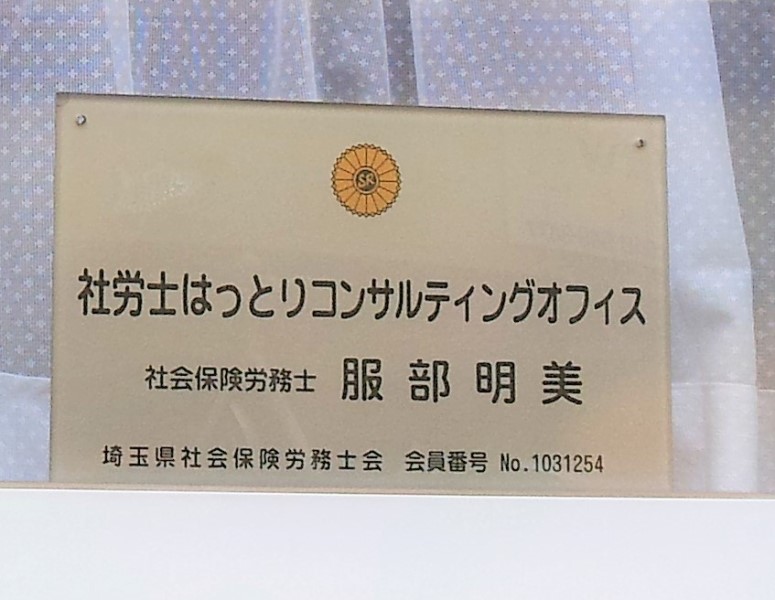 SR
社労士はっとりコンサルティングオフィス
社会保険労務士 服部明美
埼玉県社会保険労務士会 会員番号 No.1031254